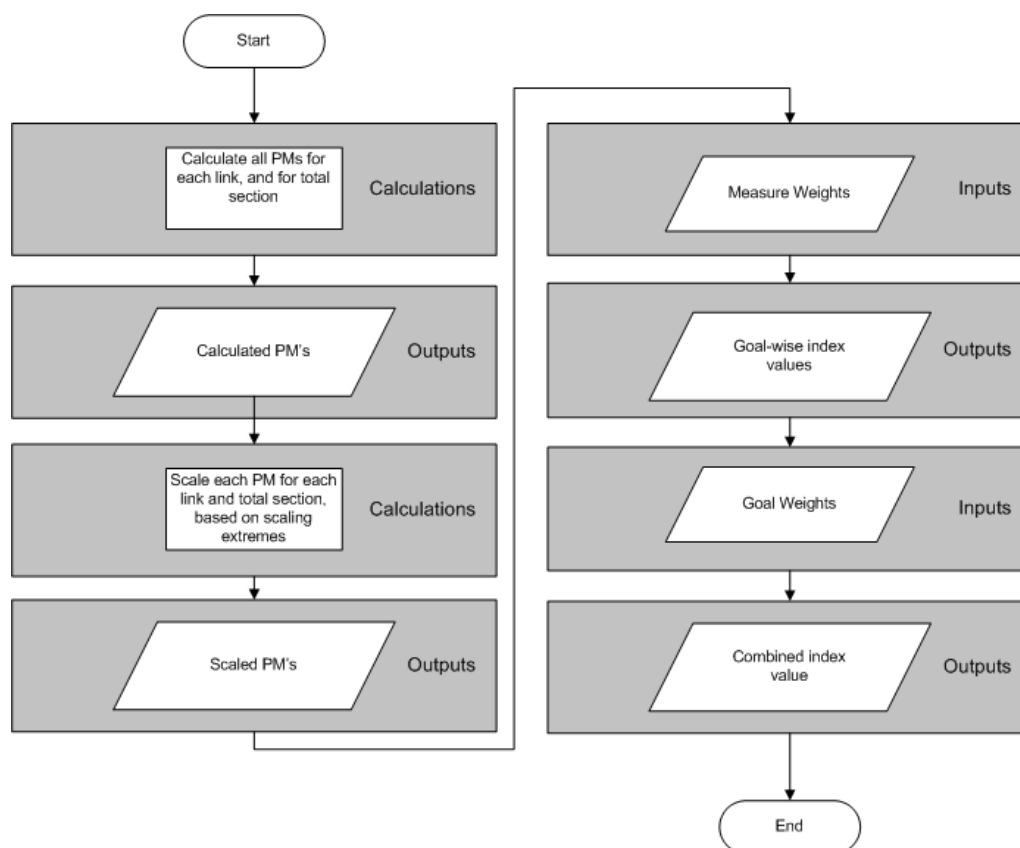 Start
Calculate all PMs for
each link, and for total
section
Calculations
Calculated PM's
Outputs
Scale each PM for each
link and total section,
based on scaling
extremes
Calculations
Scaled PM's
Outputs
Measure Weights
Inputs
Goal-wise index
values
Outputs
Goal Weights
Inputs
Combined index
value
Outputs
End